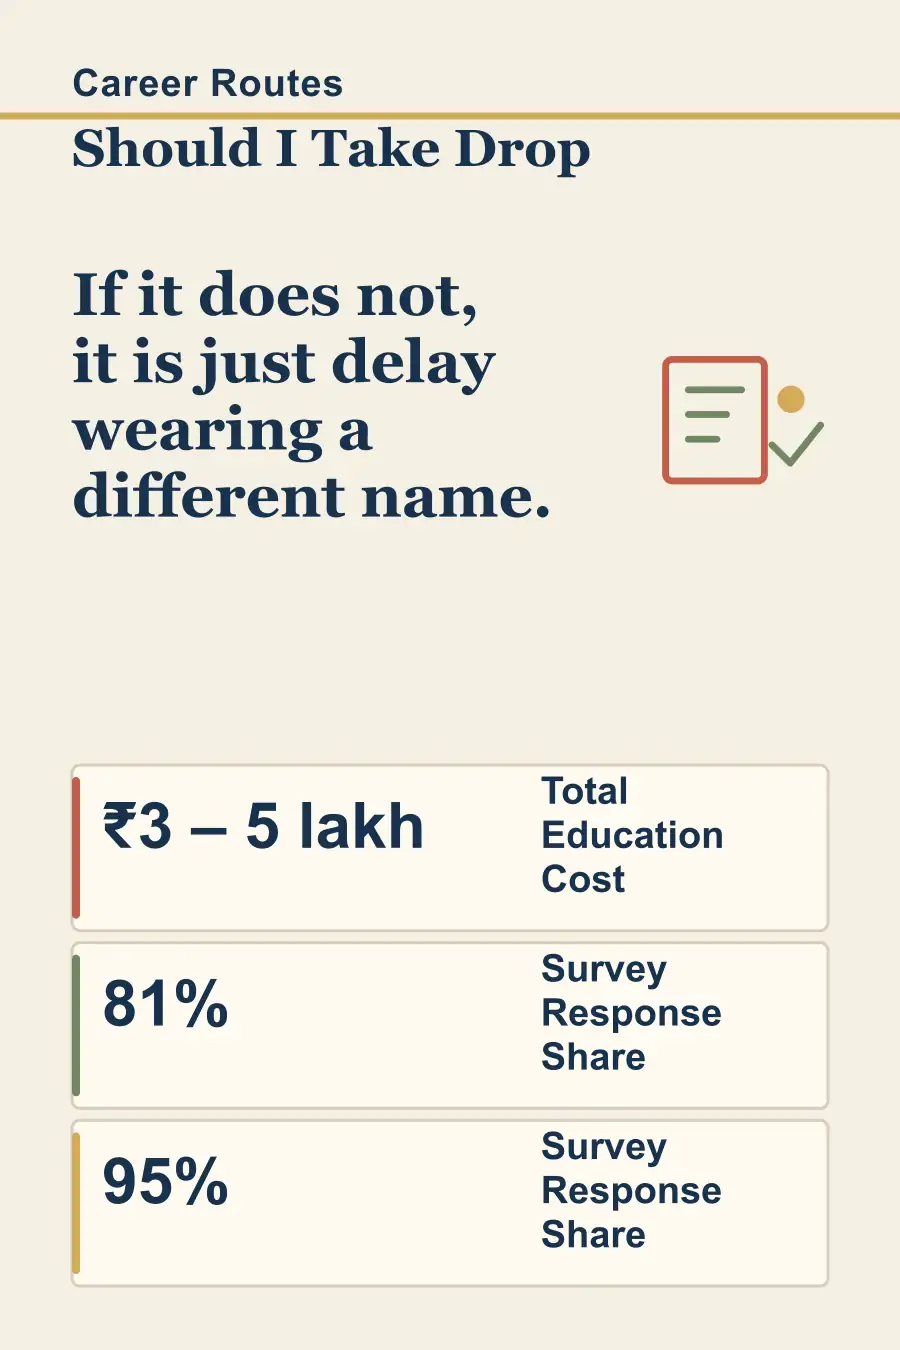 Career Routes
Should I Take Drop
If it does not,
it is just delay
wearing a
different name.
₹3 – 5 lakh
Total
Education
Cost
81%
Survey
Response
Share
95%
Survey
Response
Share